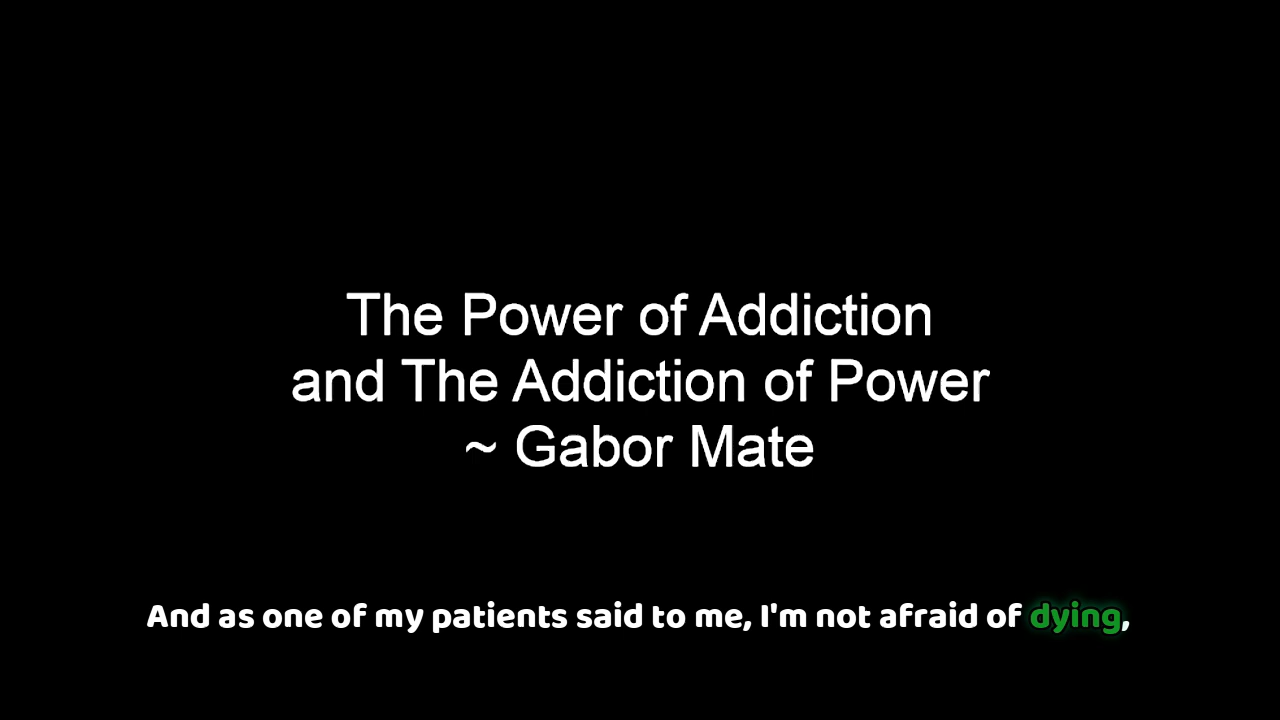 The Power of Addiction
and The Addiction of Power
~ Gabor Mate
And as one of my patients said to me, I'm not afraid of dying,